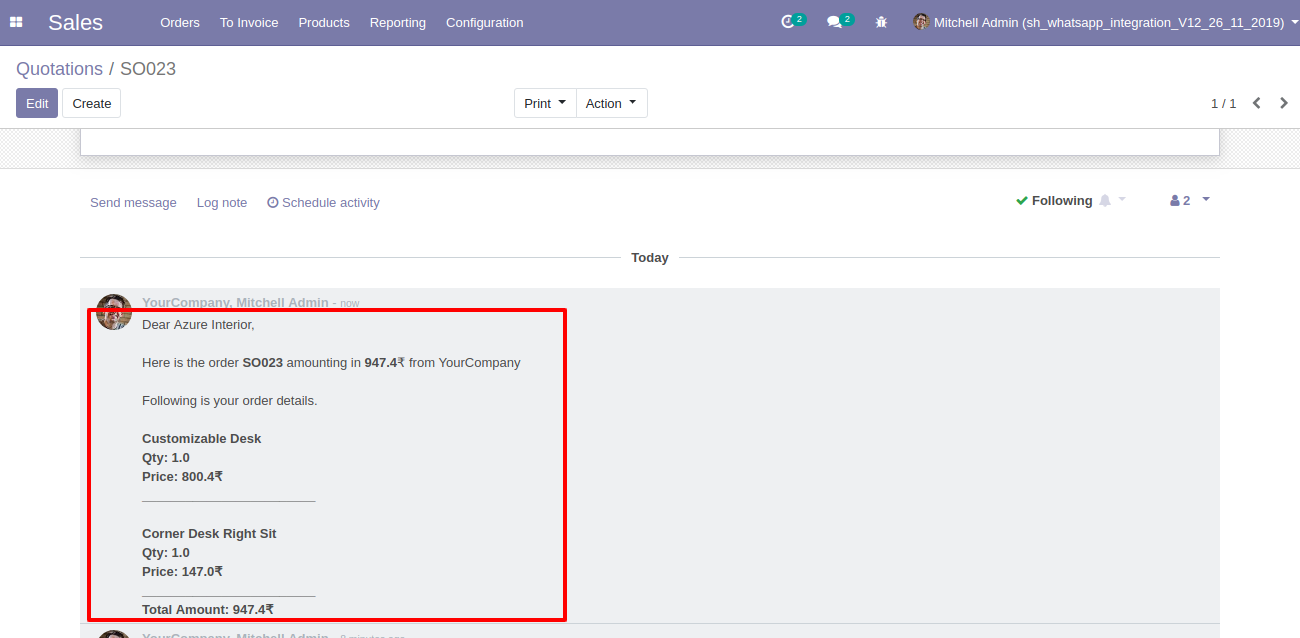 Sales Orders To Invoice Products Reporting Configuration 2 2 Mitchell Admin (sh_whatsapp_integration_V12_26_11_2019)
Quotations / SO023
Edit Create Print Action 1 / 1
Send message Log note Schedule activity Following 2
Today
YourCompany, Mitchell Admin - now
Dear Azure Interior,
Here is the order SO023 amounting in 947.4₹ from YourCompany
Following is your order details.
Customizable Desk
Qty: 1.0
Price: 800.4₹
________________________
Corner Desk Right Sit
Qty: 1.0
Price: 147.0₹
________________________
Total Amount: 947.4₹
YourCompany, Mitchell Admin